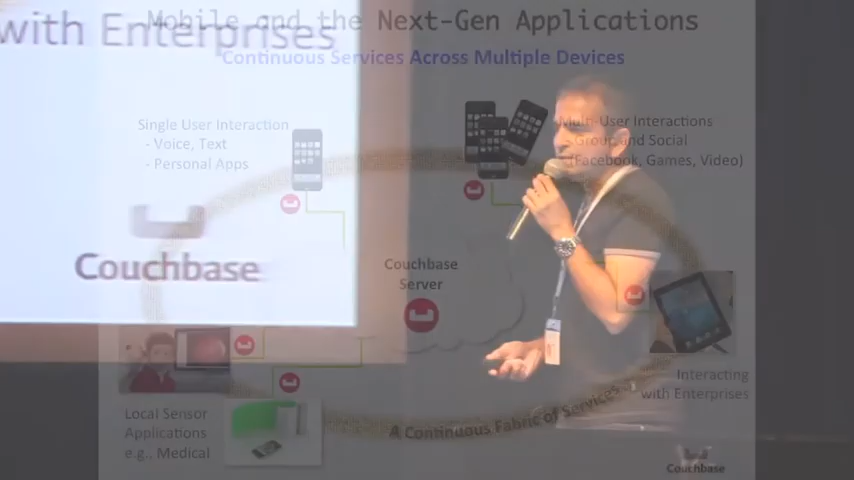 with Enterprises
Mobile and the Next-Gen Applications
Continuous Services Across Multiple Devices
Single User Interaction
- Voice, Text
- Personal Apps
Multi-User Interactions
- Group and Social
(Facebook, Games, Video)
Couchbase
Couchbase
Server
Local Sensor
Applications
e.g., Medical
Interacting
with Enterprises
A Continuous Fabric of Services
Couchbase